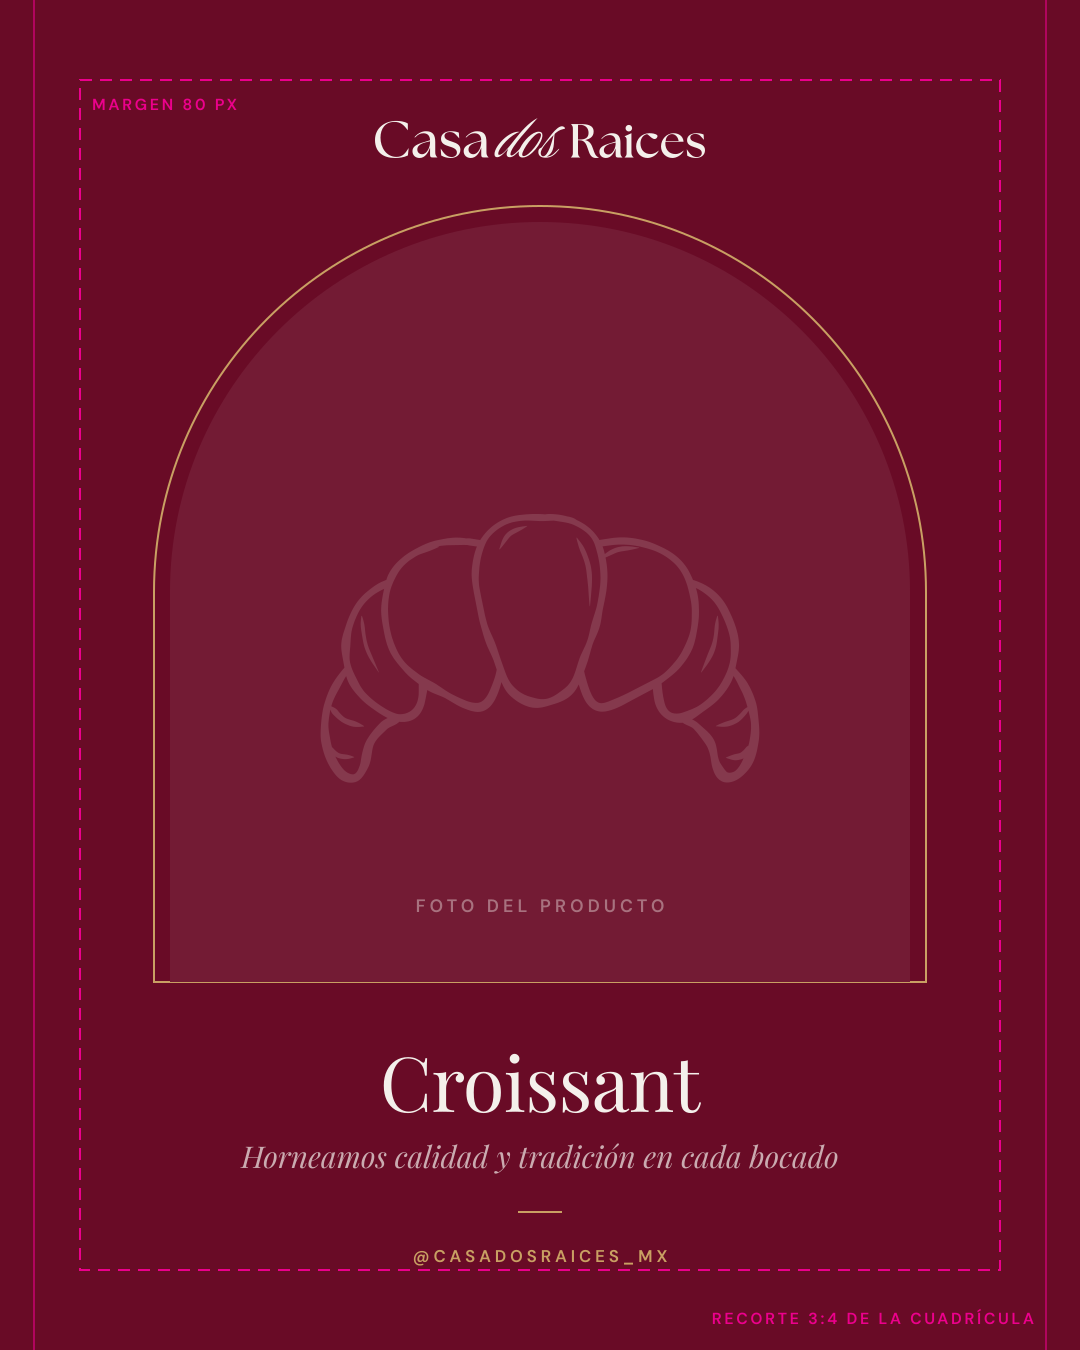 MARGEN 80 PX
Casa dos Raices
FOTO DEL PRODUCTO
Croissant
Horneamos calidad y tradición en cada bocado
@CASADOSRAICES_MX
RECORTE 3:4 DE LA CUADRÍCULA